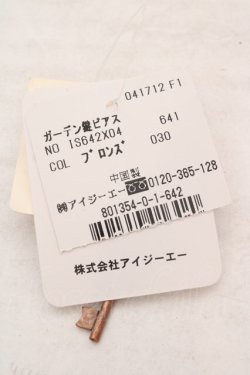 041712 F1
ガーデン鍵ピアス
NO IS642X04 641
COL ブロンズ 030
中国製
㈱アイジーエー 0120-365-128
801354-0-1-642
株式会社アイジーエー